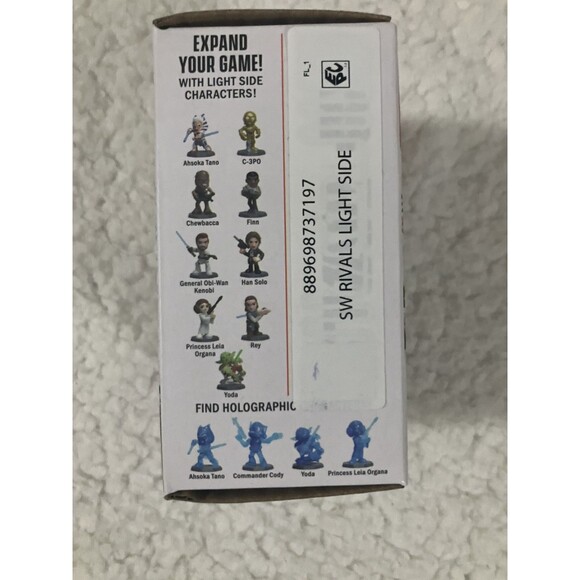 EXPAND
YOUR GAME!
WITH LIGHT SIDE
CHARACTERS!
Ahsoka Tano
C-3PO
Chewbacca
Finn
General Obi-Wan
Kenobi
Han Solo
Princess Leia
Organa
Rey
Yoda
FIND HOLOGRAPHIC
Ahsoka Tano
Commander Cody
Yoda
Princess Leia Organa
FL_1
889698737197
SW RIVALS LIGHT SIDE